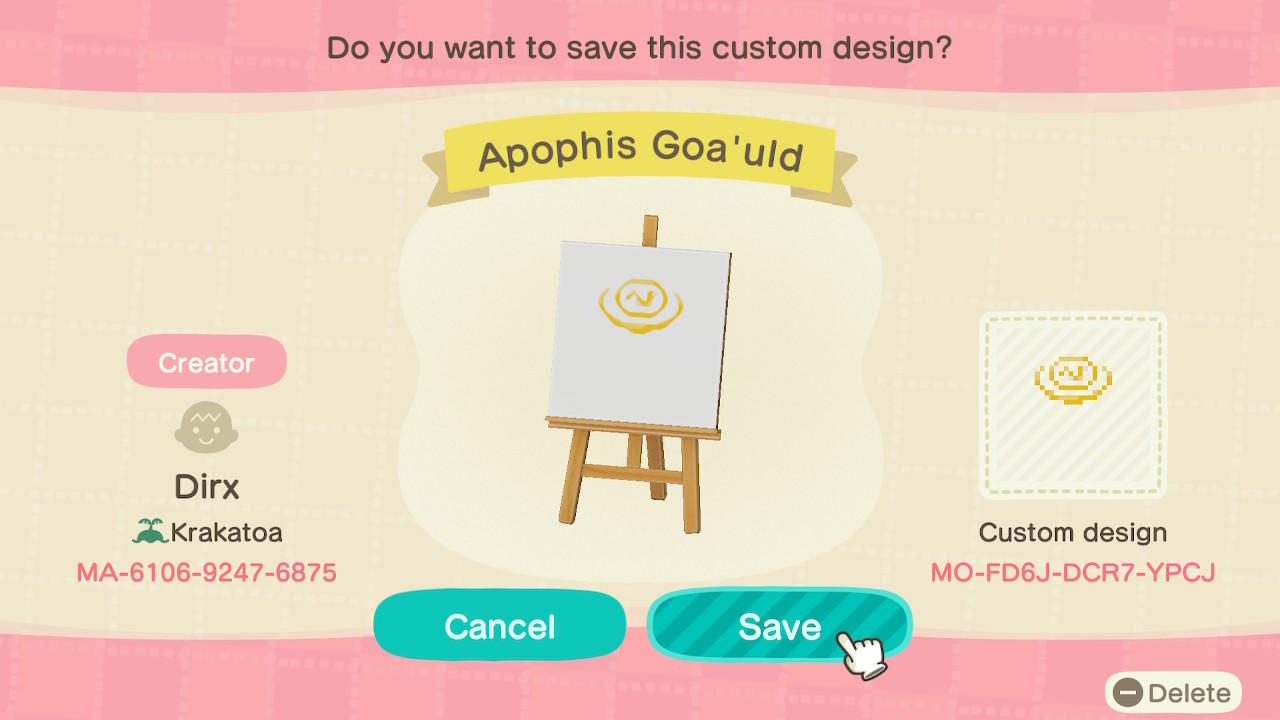 Do you want to save this custom design?
Apophis Goa'uld
Creator
Dirx
Krakatoa
MA-6106-9247-6875
Custom design
MO-FD6J-DCR7-YPCJ
Cancel
Save
Delete